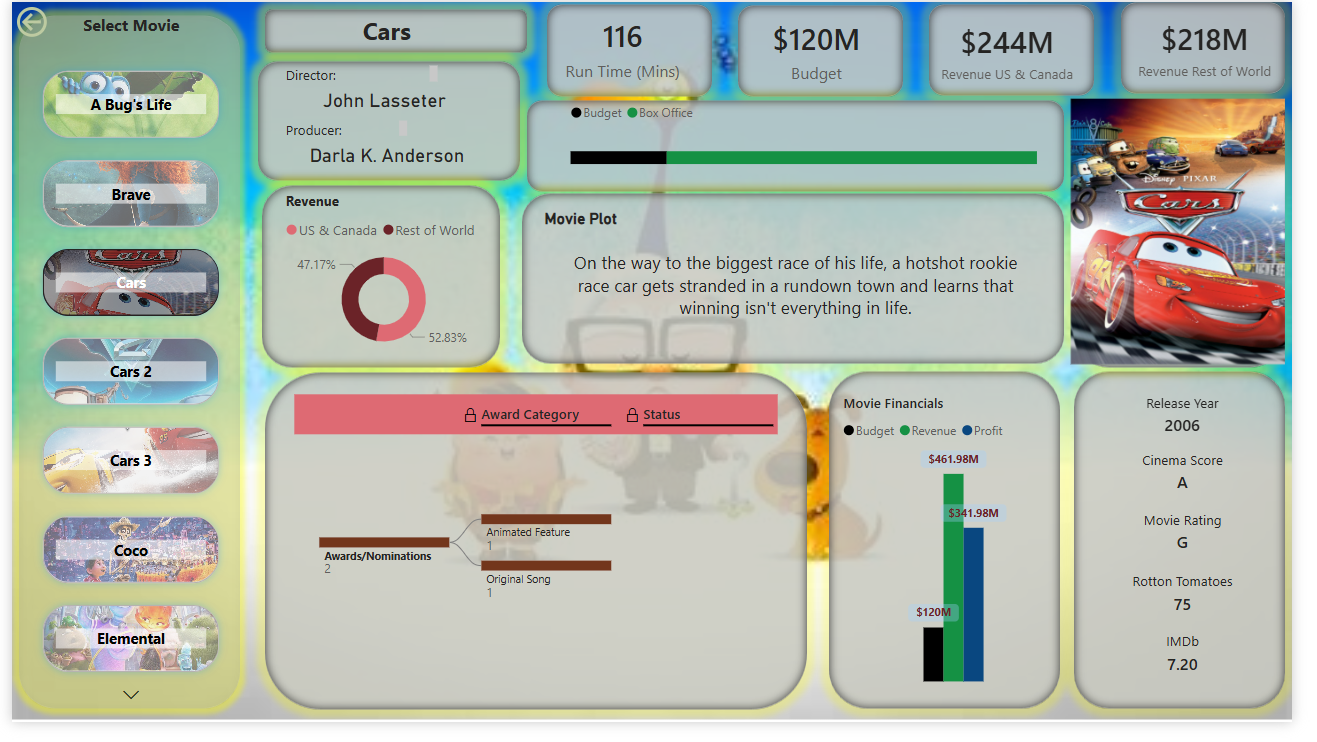 Select Movie
A Bug's Life
Brave
Cars
Cars 2
Cars 3
Coco
Elemental
Cars
Director:
John Lasseter
Producer:
Darla K. Anderson
116
Run Time (Mins)
$120M
Budget
$244M
Revenue US & Canada
$218M
Revenue Rest of World
Budget Box Office
Revenue
US & Canada Rest of World
47.17%
52.83%
Movie Plot
On the way to the biggest race of his life, a hotshot rookie
race car gets stranded in a rundown town and learns that
winning isn't everything in life.
Disney PIXAR
Cars
Award Category Status
Awards/Nominations
2
Animated Feature
1
Original Song
1
Movie Financials
Budget Revenue Profit
$461.98M
$341.98M
$120M
Release Year
2006
Cinema Score
A
Movie Rating
G
Rotton Tomatoes
75
IMDb
7.20